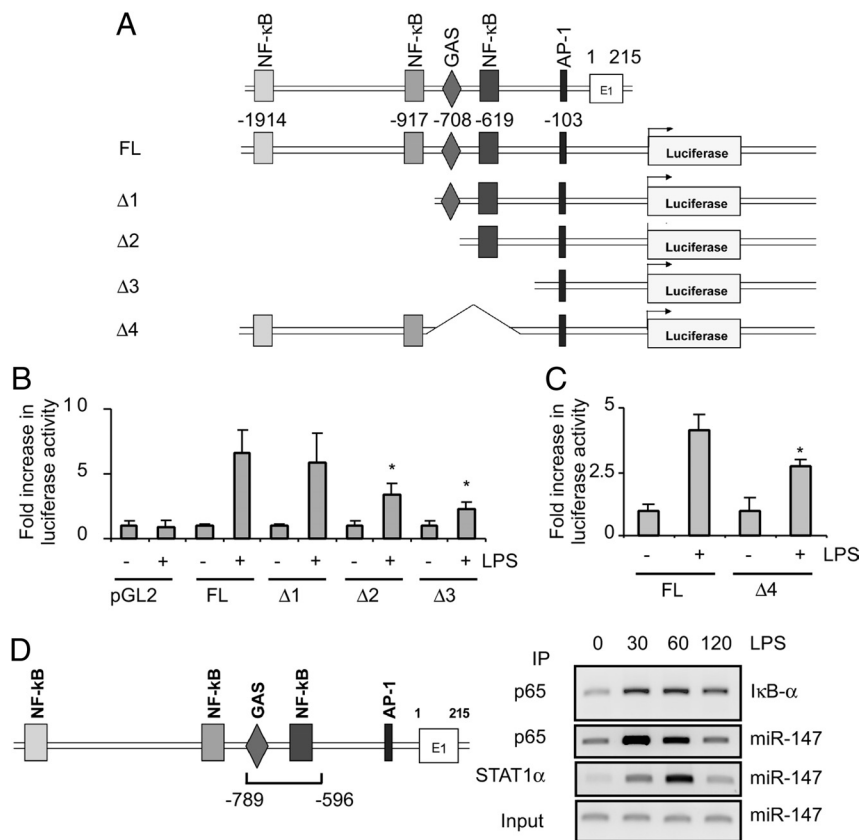 A
NF-κB NF-κB GAS NF-κB AP-1 1 215
E1
-1914 -917 -708 -619 -103
FL Luciferase
Δ1 Luciferase
Δ2 Luciferase
Δ3 Luciferase
Δ4 Luciferase
B
Fold increase in
luciferase activity
10
5
0
* *
- + - + - + - + - + LPS
pGL2 FL Δ1 Δ2 Δ3
C
Fold increase in
luciferase activity
5
2.5
0
*
- + - + LPS
FL Δ4
D
NF-kB NF-kB GAS NF-kB AP-1 1 215
E1
-789 -596
IP 0 30 60 120 LPS
p65 IκB-α
p65 miR-147
STAT1α miR-147
Input miR-147